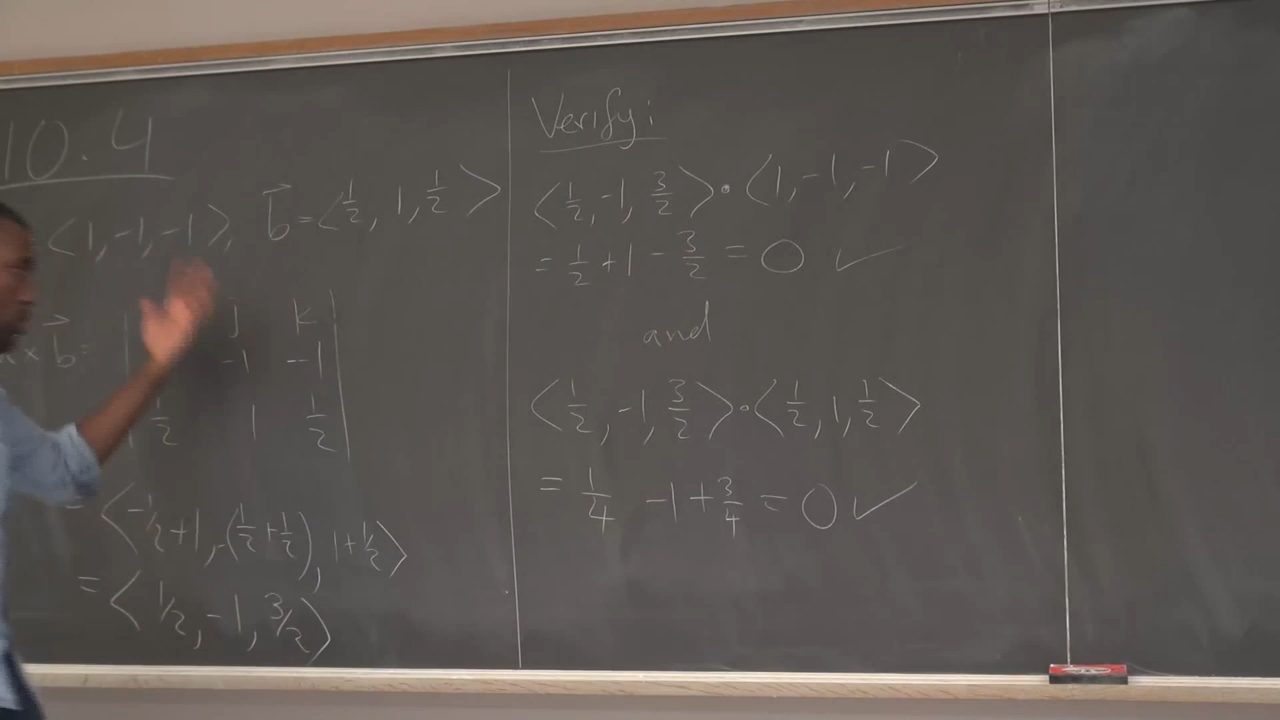 10.4
⟨1, -1, -1⟩, b⃗ = ⟨1/2, 1, 1/2⟩
× b⃗ = | j k |
-1 -1
1/2 1 1/2
= ⟨-1/2 + 1, -(1/2 + 1/2), 1 + 1/2⟩
= ⟨1/2, -1, 3/2⟩
Verify:
⟨1/2, -1, 3/2⟩ · ⟨1, -1, -1⟩
= 1/2 + 1 - 3/2 = 0 ✓
and
⟨1/2, -1, 3/2⟩ · ⟨1/2, 1, 1/2⟩
= 1/4 -1 + 3/4 = 0 ✓